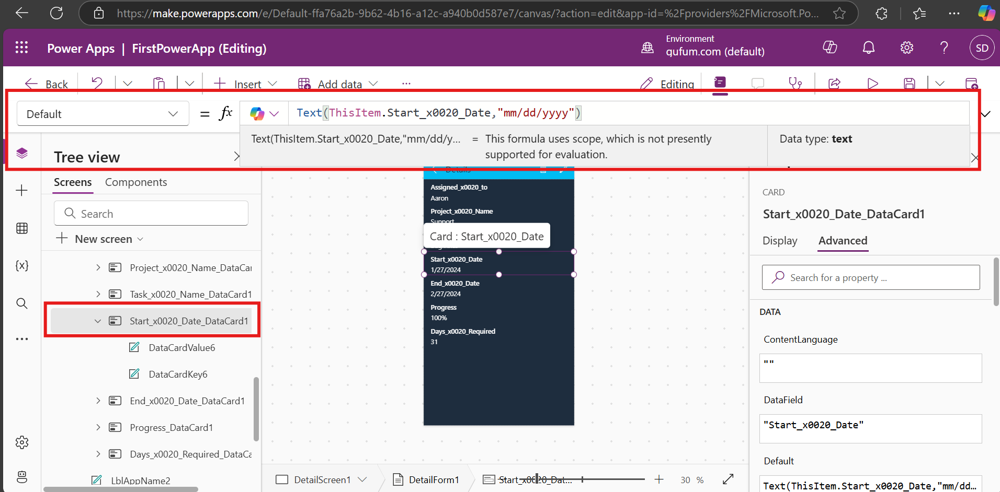 https://make.powerapps.com/e/Default-ffa76a2b-9b62-4b16-a12c-a940b0d587e7/canvas/?action=edit&app-id=%2Fproviders%2FMicrosoft.Po...
Power Apps | FirstPowerApp (Editing)
Environment
gufum.com (default)
SD
Back
Insert
Add data
...
Editing
Default
= fx
Text(ThisItem.Start_x0020_Date,"mm/dd/yyyy")
Text(ThisItem.Start_x0020_Date,"mm/dd/y... = This formula uses scope, which is not presently
supported for evaluation.
Data type: text
Tree view
Screens
Components
Search
New screen
Project_x0020_Name_DataCar
Task_x0020_Name_DataCard1
Start_x0020_Date_DataCard1
DataCardValue6
DataCardKey6
End_x0020_Date_DataCard1
Progress_DataCard1
Days_x0020_Required_DataCa
LblAppName2
Details
Assigned_x0020_to
Aaron
Project_x0020_Name
Support
Card : Start_x0020_Date
Start_x0020_Date
1/27/2024
End_x0020_Date
2/27/2024
Progress
100%
Days_x0020_Required
31
DetailScreen1
DetailForm1
Start_x0020_Dat...
30 %
CARD
Start_x0020_Date_DataCard1
Display
Advanced
Search for a property ...
DATA
ContentLanguage
""
DataField
"Start_x0020_Date"
Default
Text(ThisItem.Start_x0020_Date,"mm/dd...